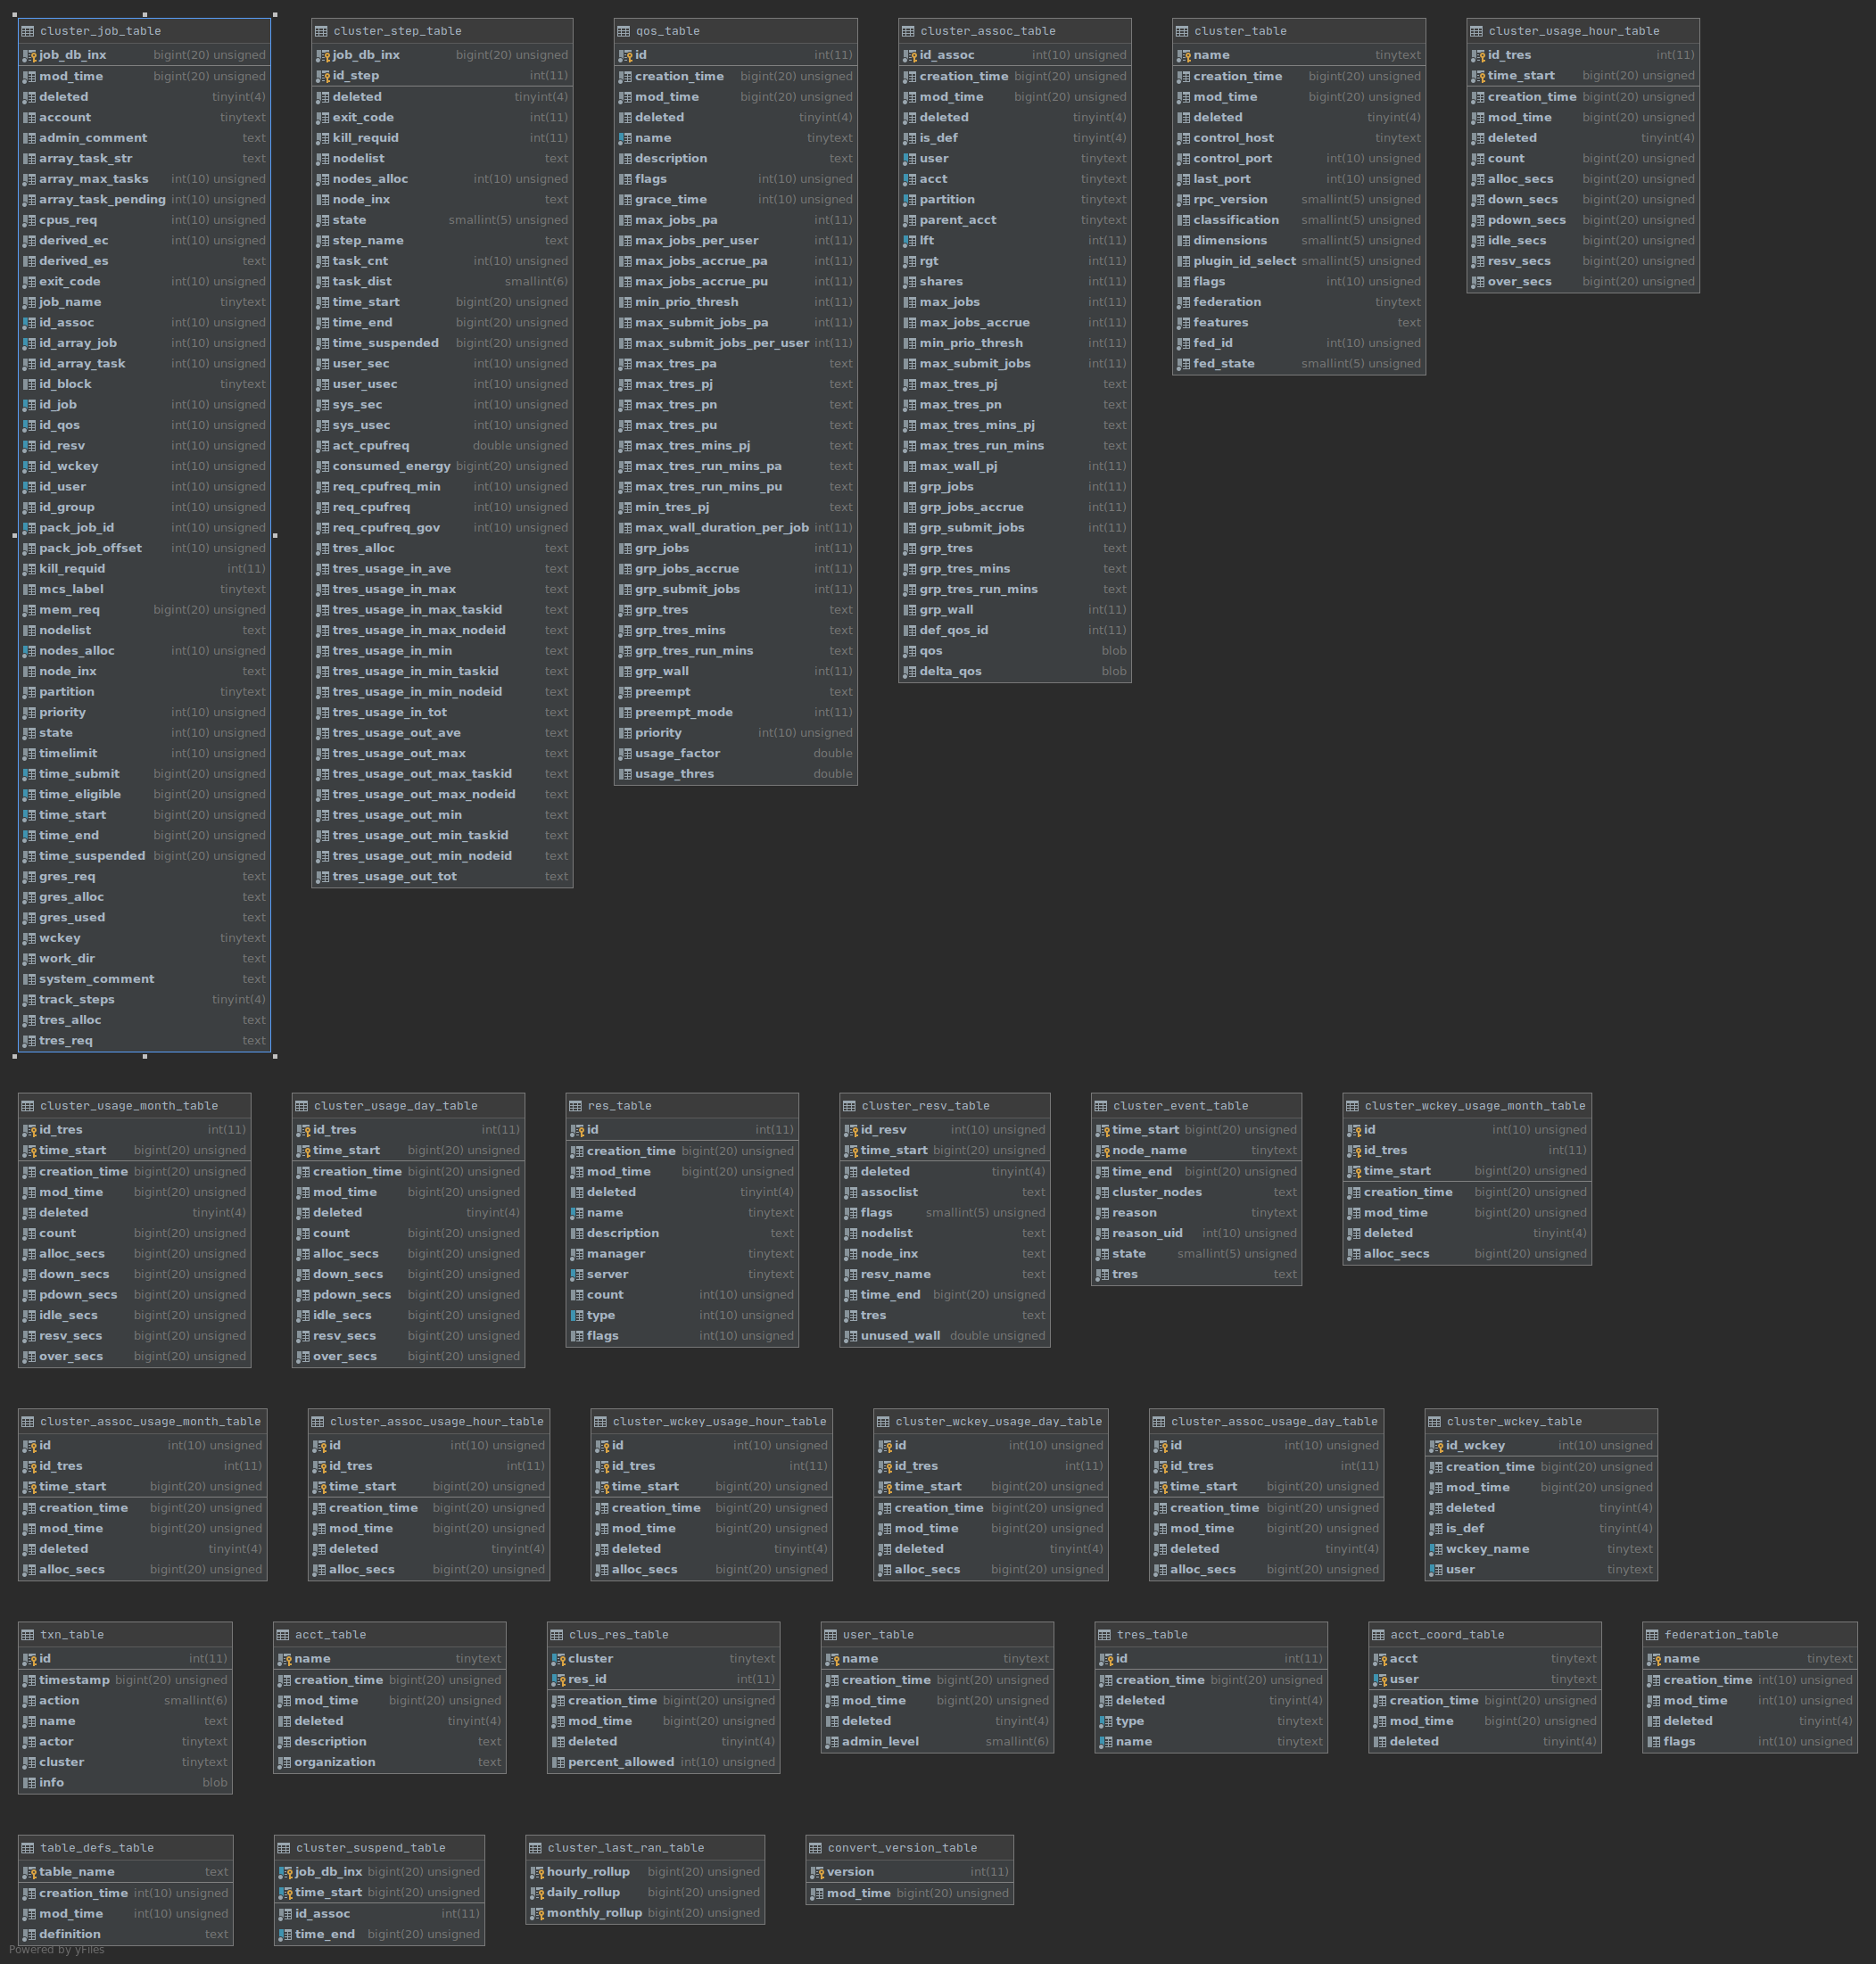 cluster_job_table
job_db_inx bigint(20) unsigned
mod_time bigint(20) unsigned
deleted tinyint(4)
account tinytext
admin_comment text
array_task_str text
array_max_tasks int(10) unsigned
array_task_pending int(10) unsigned
cpus_req int(10) unsigned
derived_ec int(10) unsigned
derived_es text
exit_code int(10) unsigned
job_name tinytext
id_assoc int(10) unsigned
id_array_job int(10) unsigned
id_array_task int(10) unsigned
id_block tinytext
id_job int(10) unsigned
id_qos int(10) unsigned
id_resv int(10) unsigned
id_wckey int(10) unsigned
id_user int(10) unsigned
id_group int(10) unsigned
pack_job_id int(10) unsigned
pack_job_offset int(10) unsigned
kill_requid int(11)
mcs_label tinytext
mem_req bigint(20) unsigned
nodelist text
nodes_alloc int(10) unsigned
node_inx text
partition tinytext
priority int(10) unsigned
state int(10) unsigned
timelimit int(10) unsigned
time_submit bigint(20) unsigned
time_eligible bigint(20) unsigned
time_start bigint(20) unsigned
time_end bigint(20) unsigned
time_suspended bigint(20) unsigned
gres_req text
gres_alloc text
gres_used text
wckey tinytext
work_dir text
system_comment text
track_steps tinyint(4)
tres_alloc text
tres_req text
cluster_step_table
job_db_inx bigint(20) unsigned
id_step int(11)
deleted tinyint(4)
exit_code int(11)
kill_requid int(11)
nodelist text
nodes_alloc int(10) unsigned
node_inx text
state smallint(5) unsigned
step_name text
task_cnt int(10) unsigned
task_dist smallint(6)
time_start bigint(20) unsigned
time_end bigint(20) unsigned
time_suspended bigint(20) unsigned
user_sec int(10) unsigned
user_usec int(10) unsigned
sys_sec int(10) unsigned
sys_usec int(10) unsigned
act_cpufreq double unsigned
consumed_energy bigint(20) unsigned
req_cpufreq_min int(10) unsigned
req_cpufreq int(10) unsigned
req_cpufreq_gov int(10) unsigned
tres_alloc text
tres_usage_in_ave text
tres_usage_in_max text
tres_usage_in_max_taskid text
tres_usage_in_max_nodeid text
tres_usage_in_min text
tres_usage_in_min_taskid text
tres_usage_in_min_nodeid text
tres_usage_in_tot text
tres_usage_out_ave text
tres_usage_out_max text
tres_usage_out_max_taskid text
tres_usage_out_max_nodeid text
tres_usage_out_min text
tres_usage_out_min_taskid text
tres_usage_out_min_nodeid text
tres_usage_out_tot text
qos_table
id int(11)
creation_time bigint(20) unsigned
mod_time bigint(20) unsigned
deleted tinyint(4)
name tinytext
description text
flags int(10) unsigned
grace_time int(10) unsigned
max_jobs_pa int(11)
max_jobs_per_user int(11)
max_jobs_accrue_pa int(11)
max_jobs_accrue_pu int(11)
min_prio_thresh int(11)
max_submit_jobs_pa int(11)
max_submit_jobs_per_user int(11)
max_tres_pa text
max_tres_pj text
max_tres_pn text
max_tres_pu text
max_tres_mins_pj text
max_tres_run_mins_pa text
max_tres_run_mins_pu text
min_tres_pj text
max_wall_duration_per_job int(11)
grp_jobs int(11)
grp_jobs_accrue int(11)
grp_submit_jobs int(11)
grp_tres text
grp_tres_mins text
grp_tres_run_mins text
grp_wall int(11)
preempt text
preempt_mode int(11)
priority int(10) unsigned
usage_factor double
usage_thres double
cluster_assoc_table
id_assoc int(10) unsigned
creation_time bigint(20) unsigned
mod_time bigint(20) unsigned
deleted tinyint(4)
is_def tinyint(4)
user tinytext
acct tinytext
partition tinytext
parent_acct tinytext
lft int(11)
rgt int(11)
shares int(11)
max_jobs int(11)
max_jobs_accrue int(11)
min_prio_thresh int(11)
max_submit_jobs int(11)
max_tres_pj text
max_tres_pn text
max_tres_mins_pj text
max_tres_run_mins text
max_wall_pj int(11)
grp_jobs int(11)
grp_jobs_accrue int(11)
grp_submit_jobs int(11)
grp_tres text
grp_tres_mins text
grp_tres_run_mins text
grp_wall int(11)
def_qos_id int(11)
qos blob
delta_qos blob
cluster_table
name tinytext
creation_time bigint(20) unsigned
mod_time bigint(20) unsigned
deleted tinyint(4)
control_host tinytext
control_port int(10) unsigned
last_port int(10) unsigned
rpc_version smallint(5) unsigned
classification smallint(5) unsigned
dimensions smallint(5) unsigned
plugin_id_select smallint(5) unsigned
flags int(10) unsigned
federation tinytext
features text
fed_id int(10) unsigned
fed_state smallint(5) unsigned
cluster_usage_hour_table
id_tres int(11)
time_start bigint(20) unsigned
creation_time bigint(20) unsigned
mod_time bigint(20) unsigned
deleted tinyint(4)
count bigint(20) unsigned
alloc_secs bigint(20) unsigned
down_secs bigint(20) unsigned
pdown_secs bigint(20) unsigned
idle_secs bigint(20) unsigned
resv_secs bigint(20) unsigned
over_secs bigint(20) unsigned
cluster_usage_month_table
id_tres int(11)
time_start bigint(20) unsigned
creation_time bigint(20) unsigned
mod_time bigint(20) unsigned
deleted tinyint(4)
count bigint(20) unsigned
alloc_secs bigint(20) unsigned
down_secs bigint(20) unsigned
pdown_secs bigint(20) unsigned
idle_secs bigint(20) unsigned
resv_secs bigint(20) unsigned
over_secs bigint(20) unsigned
cluster_usage_day_table
id_tres int(11)
time_start bigint(20) unsigned
creation_time bigint(20) unsigned
mod_time bigint(20) unsigned
deleted tinyint(4)
count bigint(20) unsigned
alloc_secs bigint(20) unsigned
down_secs bigint(20) unsigned
pdown_secs bigint(20) unsigned
idle_secs bigint(20) unsigned
resv_secs bigint(20) unsigned
over_secs bigint(20) unsigned
res_table
id int(11)
creation_time bigint(20) unsigned
mod_time bigint(20) unsigned
deleted tinyint(4)
name tinytext
description text
manager tinytext
server tinytext
count int(10) unsigned
type int(10) unsigned
flags int(10) unsigned
cluster_resv_table
id_resv int(10) unsigned
time_start bigint(20) unsigned
deleted tinyint(4)
assoclist text
flags smallint(5) unsigned
nodelist text
node_inx text
resv_name text
time_end bigint(20) unsigned
tres text
unused_wall double unsigned
cluster_event_table
time_start bigint(20) unsigned
node_name tinytext
time_end bigint(20) unsigned
cluster_nodes text
reason tinytext
reason_uid int(10) unsigned
state smallint(5) unsigned
tres text
cluster_wckey_usage_month_table
id int(10) unsigned
id_tres int(11)
time_start bigint(20) unsigned
creation_time bigint(20) unsigned
mod_time bigint(20) unsigned
deleted tinyint(4)
alloc_secs bigint(20) unsigned
cluster_assoc_usage_month_table
id int(10) unsigned
id_tres int(11)
time_start bigint(20) unsigned
creation_time bigint(20) unsigned
mod_time bigint(20) unsigned
deleted tinyint(4)
alloc_secs bigint(20) unsigned
cluster_assoc_usage_hour_table
id int(10) unsigned
id_tres int(11)
time_start bigint(20) unsigned
creation_time bigint(20) unsigned
mod_time bigint(20) unsigned
deleted tinyint(4)
alloc_secs bigint(20) unsigned
cluster_wckey_usage_hour_table
id int(10) unsigned
id_tres int(11)
time_start bigint(20) unsigned
creation_time bigint(20) unsigned
mod_time bigint(20) unsigned
deleted tinyint(4)
alloc_secs bigint(20) unsigned
cluster_wckey_usage_day_table
id int(10) unsigned
id_tres int(11)
time_start bigint(20) unsigned
creation_time bigint(20) unsigned
mod_time bigint(20) unsigned
deleted tinyint(4)
alloc_secs bigint(20) unsigned
cluster_assoc_usage_day_table
id int(10) unsigned
id_tres int(11)
time_start bigint(20) unsigned
creation_time bigint(20) unsigned
mod_time bigint(20) unsigned
deleted tinyint(4)
alloc_secs bigint(20) unsigned
cluster_wckey_table
id_wckey int(10) unsigned
creation_time bigint(20) unsigned
mod_time bigint(20) unsigned
deleted tinyint(4)
is_def tinyint(4)
wckey_name tinytext
user tinytext
txn_table
id int(11)
timestamp bigint(20) unsigned
action smallint(6)
name text
actor tinytext
cluster tinytext
info blob
acct_table
name tinytext
creation_time bigint(20) unsigned
mod_time bigint(20) unsigned
deleted tinyint(4)
description text
organization text
clus_res_table
cluster tinytext
res_id int(11)
creation_time bigint(20) unsigned
mod_time bigint(20) unsigned
deleted tinyint(4)
percent_allowed int(10) unsigned
user_table
name tinytext
creation_time bigint(20) unsigned
mod_time bigint(20) unsigned
deleted tinyint(4)
admin_level smallint(6)
tres_table
id int(11)
creation_time bigint(20) unsigned
deleted tinyint(4)
type tinytext
name tinytext
acct_coord_table
acct tinytext
user tinytext
creation_time bigint(20) unsigned
mod_time bigint(20) unsigned
deleted tinyint(4)
federation_table
name tinytext
creation_time int(10) unsigned
mod_time int(10) unsigned
deleted tinyint(4)
flags int(10) unsigned
table_defs_table
table_name text
creation_time int(10) unsigned
mod_time int(10) unsigned
definition text
cluster_suspend_table
job_db_inx bigint(20) unsigned
time_start bigint(20) unsigned
id_assoc int(11)
time_end bigint(20) unsigned
cluster_last_ran_table
hourly_rollup bigint(20) unsigned
daily_rollup bigint(20) unsigned
monthly_rollup bigint(20) unsigned
convert_version_table
version int(11)
mod_time bigint(20) unsigned
Powered by yFiles